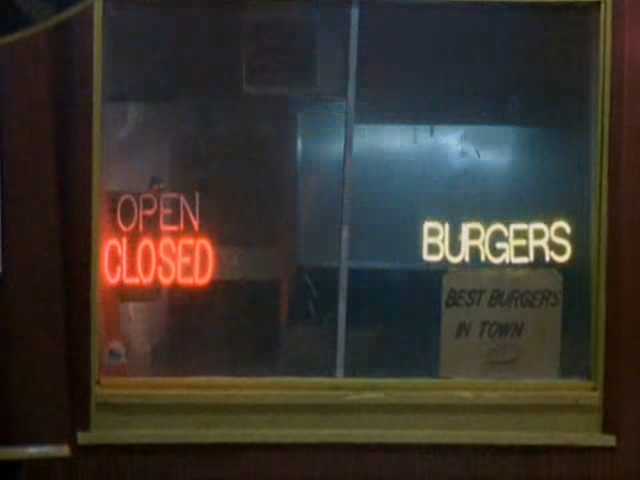 OPEN
CLOSED
BURGERS
BEST BURGERS
IN TOWN